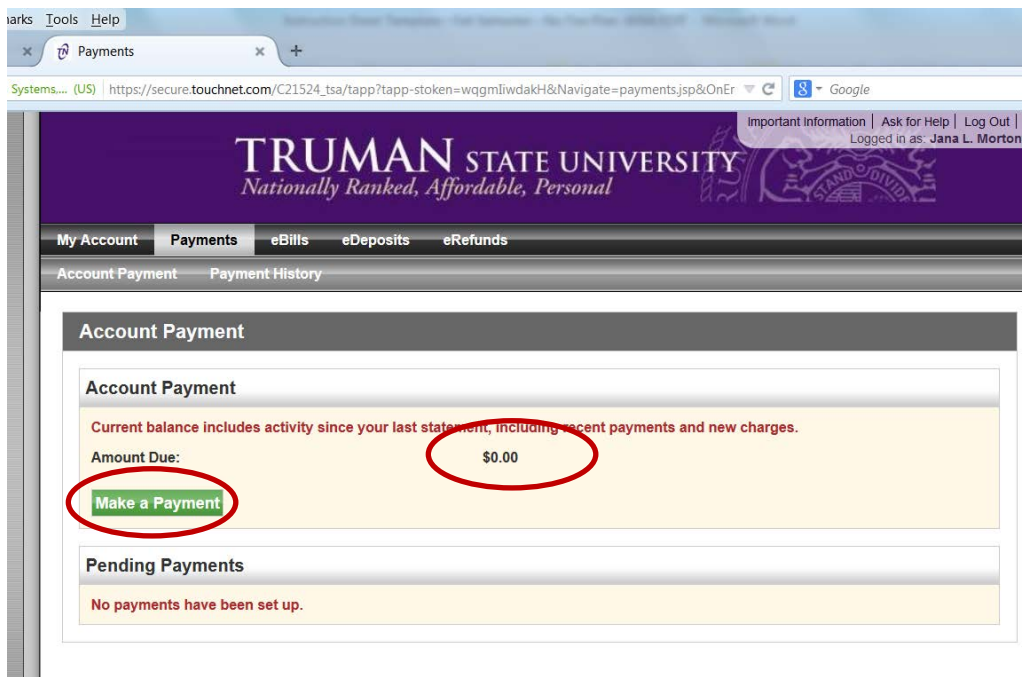 Tools Help
Payments
Systems,... (US) https://secure.touchnet.com/C21524_tsa/tapp?tapp-stoken=wqgmIiwdakH&Navigate=payments.jsp&OnEr Google
Important Information | Ask for Help | Log Out |
Logged in as: Jana L. Morton
TRUMAN STATE UNIVERSITY
Nationally Ranked, Affordable, Personal
My Account Payments eBills eDeposits eRefunds
Account Payment Payment History
Account Payment
Account Payment
Current balance includes activity since your last statement, including recent payments and new charges.
Amount Due: $0.00
Make a Payment
Pending Payments
No payments have been set up.